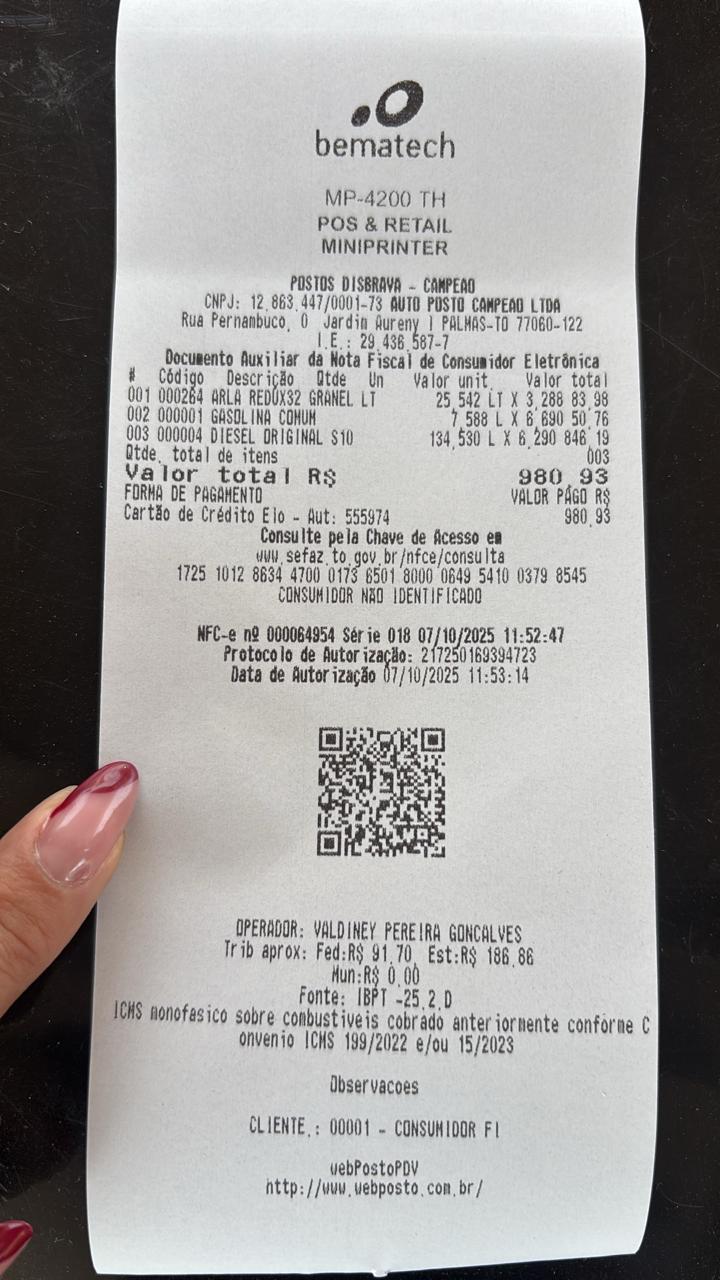 bematech
MP-4200 TH
POS & RETAIL
MINIPRINTER
POSTOS DISBRAVA - CAMPEAO
CNPJ: 12.863.447/0001-73 AUTO POSTO CAMPEAO LTDA
Rua Pernambuco, 0 Jardin Aureny I PALMAS-TO 77060-122
I.E.: 29.436.587-7
Documento Auxiliar da Nota Fiscal de Consumidor Eletrônica
# Código Descrição Qtde Un Valor unit. Valor total
001 000264 ARLA REDUX32 GRANEL LT 25,542 LT X 3,288 83,98
002 000001 GASOLINA COMUM 7,588 L X 6,690 50,76
003 000004 DIESEL ORIGINAL S10 134,530 L X 6,290 846,19
Qtde. total de itens 003
Valor total R$ 980,93
FORMA DE PAGAMENTO VALOR PAGO R$
Cartão de Crédito Elo - Aut: 555974 980,93
Consulte pela Chave de Acesso em
www.sefaz.to.gov.br/nfce/consulta
1725 1012 8634 4700 0173 6501 8000 0649 5410 0379 8545
CONSUMIDOR NÃO IDENTIFICADO
NFC-e nº 000064954 Série 018 07/10/2025 11:52:47
Protocolo de Autorização: 217250169394723
Data de Autorização 07/10/2025 11:53:14
OPERADOR: VALDINEY PEREIRA GONCALVES
Trib aprox: Fed:R$ 91,70 Est:R$ 186,86
Mun:R$ 0,00
Fonte: IBPT -25.2.D
ICMS monofasico sobre combustiveis cobrado anteriormente conforme C
onvenio ICMS 199/2022 e/ou 15/2023
Observacoes
CLIENTE.: 00001 - CONSUMIDOR FI
webPostoPDV
http://www.webposto.com.br/